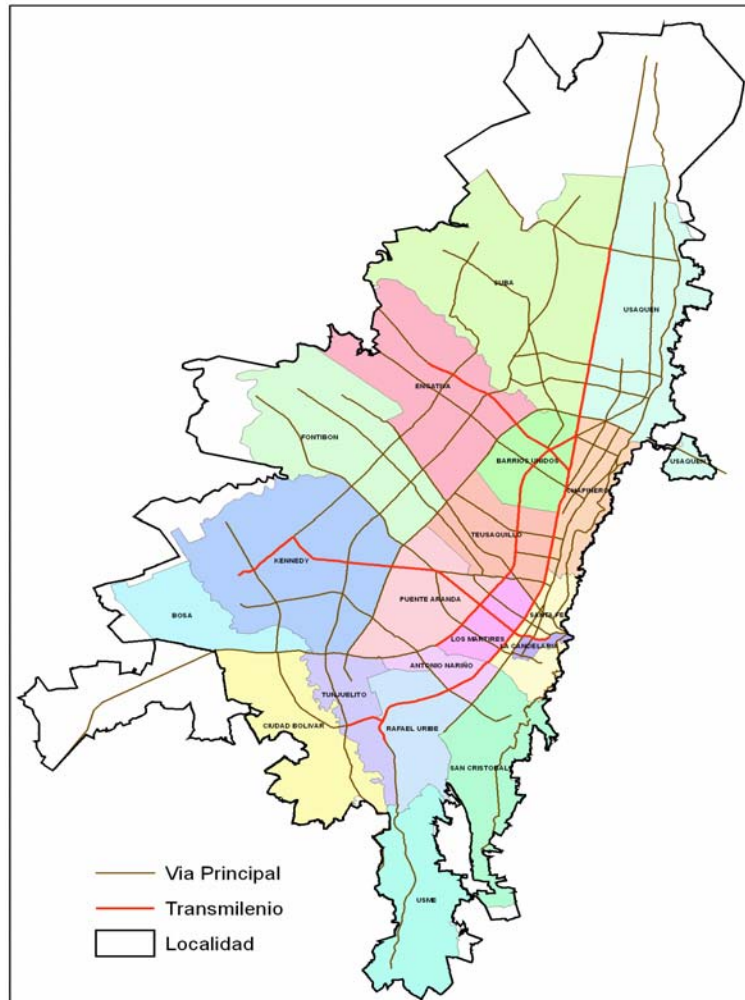 SUBA
USAQUEN
ENGATIVA
FONTIBON
BARRIOS UNIDOS
USAQUEN
CHAPINERO
TEUSAQUILLO
KENNEDY
PUENTE ARANDA
SANTA FE
BOSA
LOS MARTIRES
LA CANDELARIA
ANTONIO NARIÑO
TUNJUELITO
CIUDAD BOLIVAR
RAFAEL URIBE
SAN CRISTOBAL
USME
Via Principal
Transmilenio
Localidad